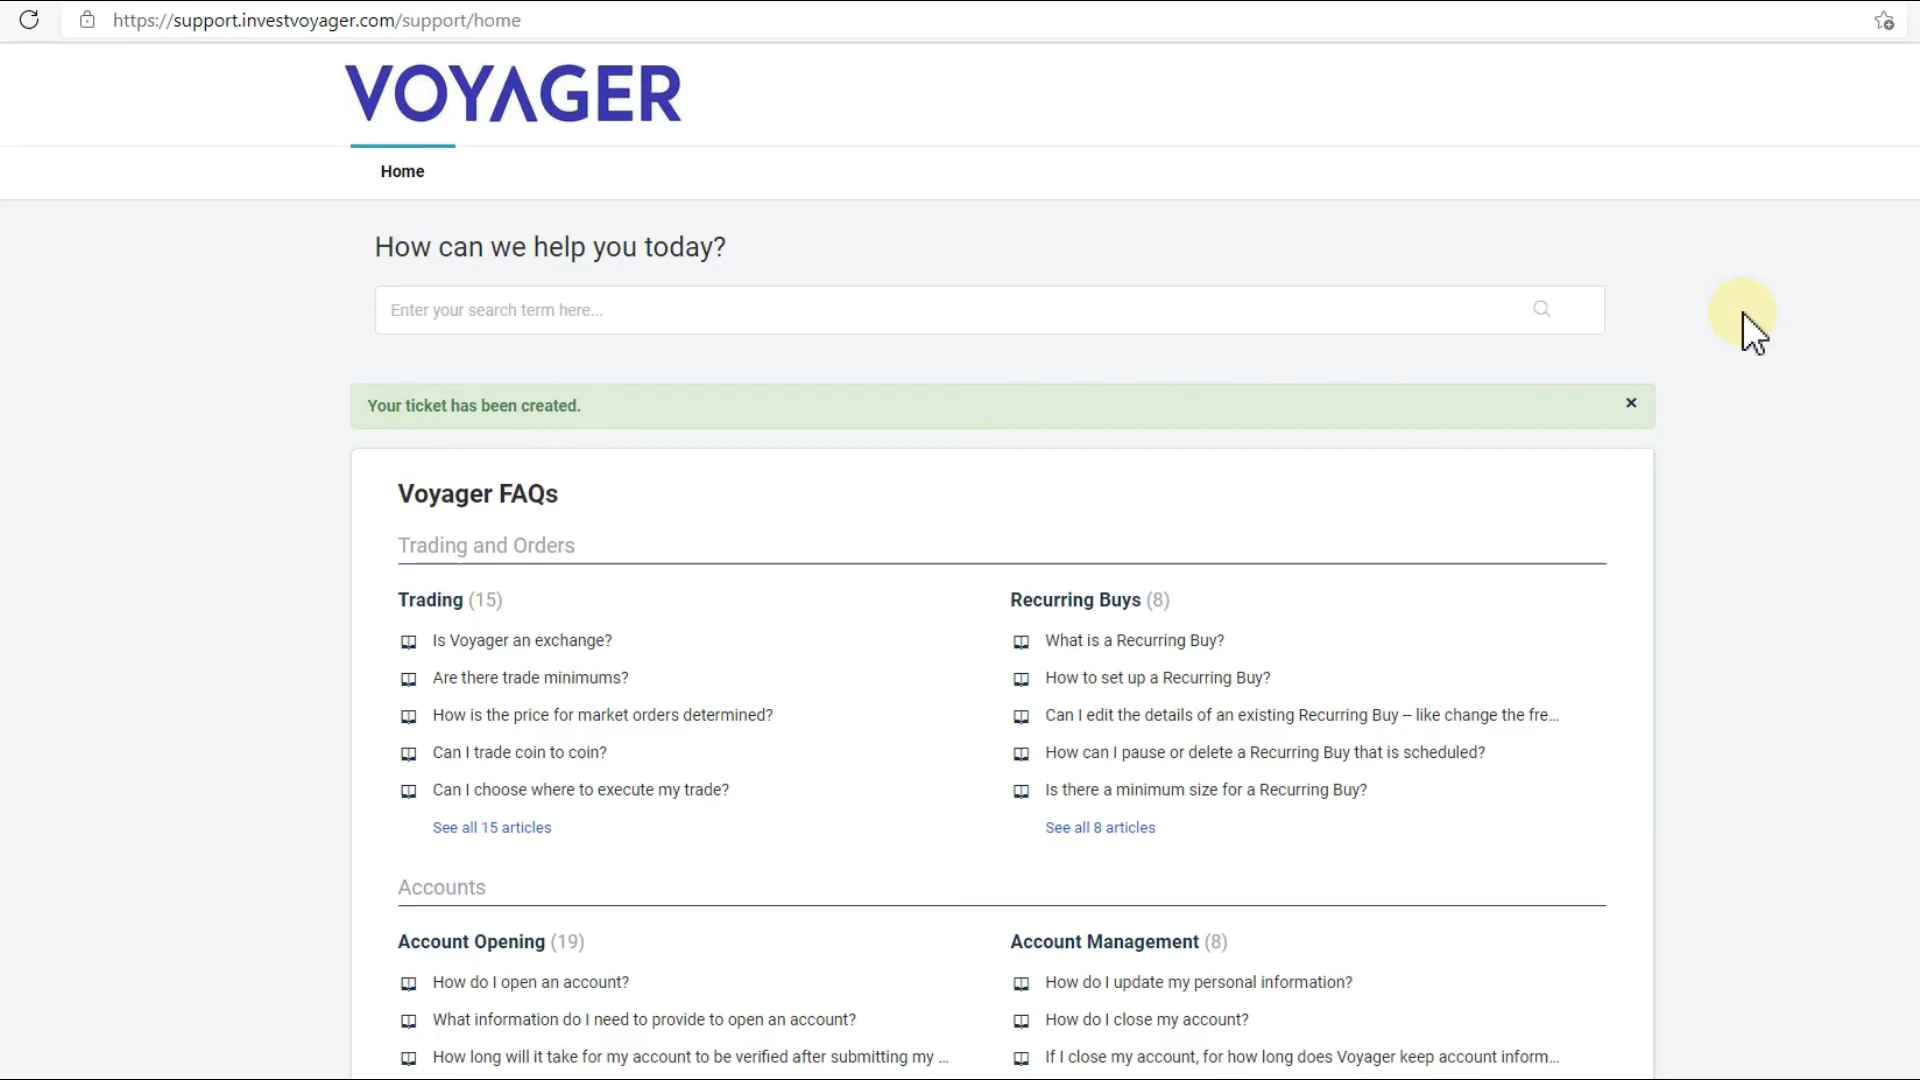 https://support.investvoyager.com/support/home
VOYAGER
Home
How can we help you today?
Enter your search term here...
Your ticket has been created.
×
Voyager FAQs
Trading and Orders
Trading (15)
Is Voyager an exchange?
Are there trade minimums?
How is the price for market orders determined?
Can I trade coin to coin?
Can I choose where to execute my trade?
See all 15 articles
Recurring Buys (8)
What is a Recurring Buy?
How to set up a Recurring Buy?
Can I edit the details of an existing Recurring Buy – like change the fre...
How can I pause or delete a Recurring Buy that is scheduled?
Is there a minimum size for a Recurring Buy?
See all 8 articles
Accounts
Account Opening (19)
How do I open an account?
What information do I need to provide to open an account?
How long will it take for my account to be verified after submitting my ...
Account Management (8)
How do I update my personal information?
How do I close my account?
If I close my account, for how long does Voyager keep account inform...